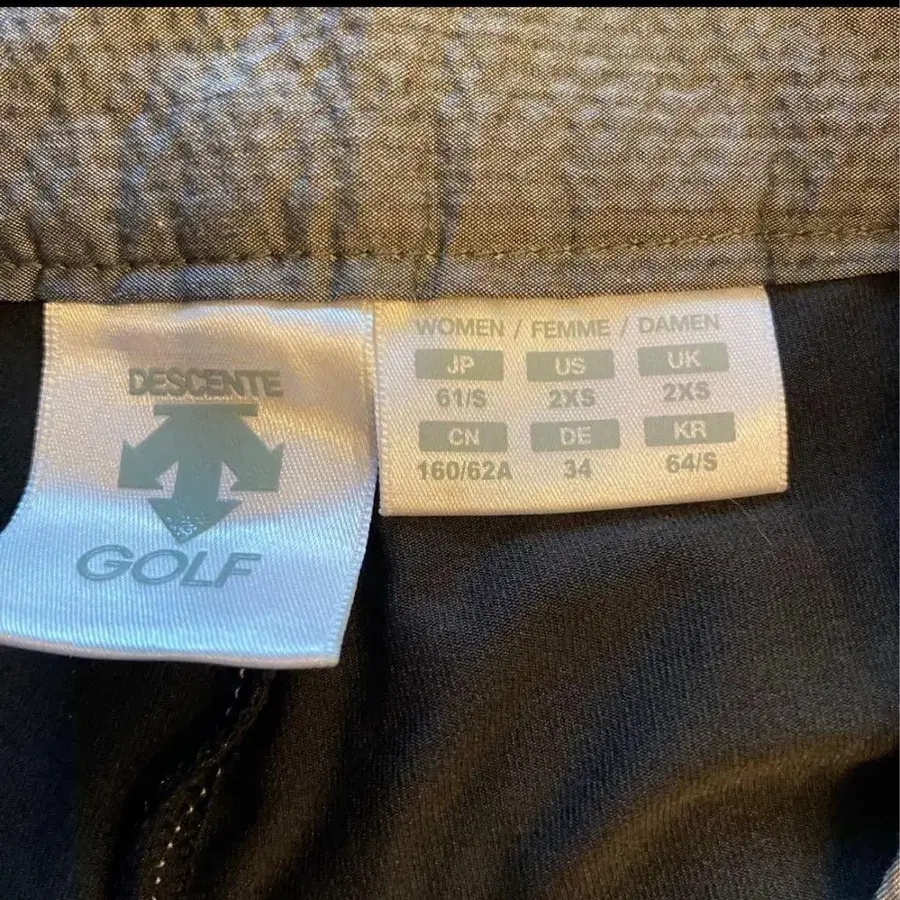 DESCENTE
GOLF
WOMEN / FEMME / DAMEN
JP US UK
61/S 2XS 2XS
CN DE KR
160/62A 34 64/S